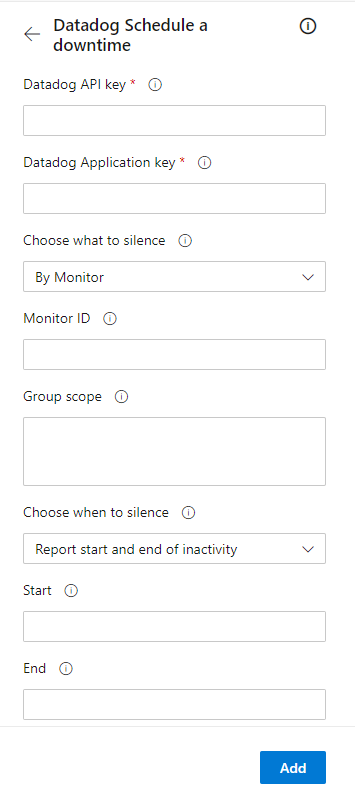 Datadog Schedule a
downtime
Datadog API key *
Datadog Application key *
Choose what to silence
By Monitor
Monitor ID
Group scope
Choose when to silence
Report start and end of inactivity
Start
End
Add